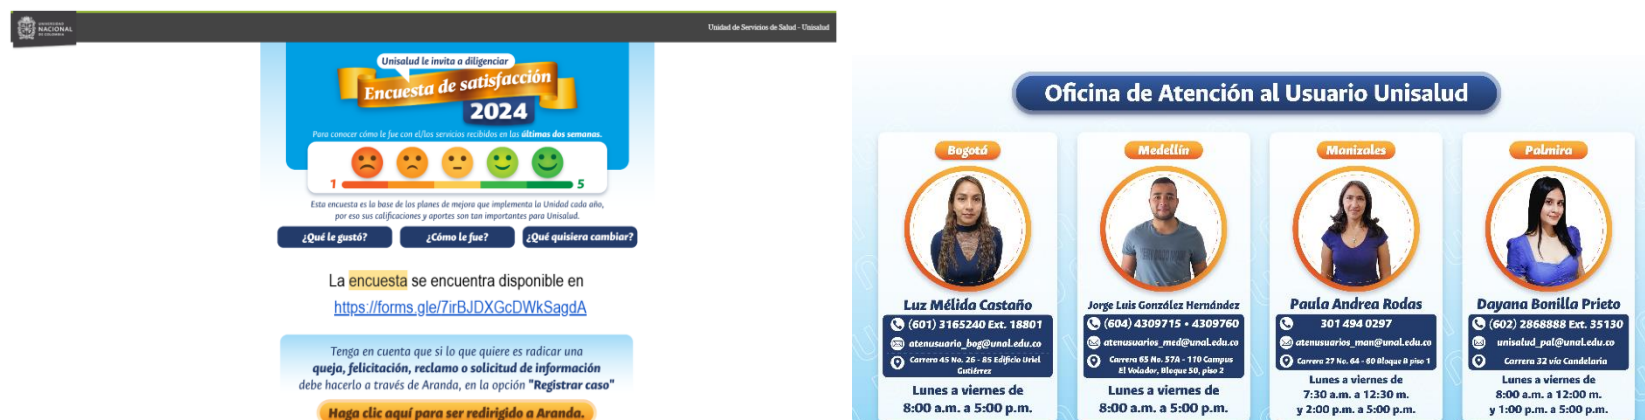 UNIVERSIDAD
NACIONAL
DE COLOMBIA
Unidad de Servicios de Salud - Unisalud
Unisalud le invita a diligenciar
Encuesta de satisfacción
2024
Para conocer cómo le fue con el/los servicios recibidos en las últimas dos semanas.
1 5
Esta encuesta es la base de los planes de mejora que implementa la Unidad cada año,
por eso sus calificaciones y aportes son tan importantes para Unisalud.
¿Qué le gustó? ¿Cómo le fue? ¿Qué quisiera cambiar?
La encuesta se encuentra disponible en
https://forms.gle/7irBJDXGcDWkSagdA
Tenga en cuenta que si lo que quiere es radicar una
queja, felicitación, reclamo o solicitud de información
debe hacerlo a través de Aranda, en la opción "Registrar caso"
Haga clic aquí para ser redirigido a Aranda.
Oficina de Atención al Usuario Unisalud
Bogotá
Luz Mélida Castaño
(601) 3165240 Ext. 18801
atenusuario_bog@unal.edu.co
Carrera 45 No. 26 - 85 Edificio Uriel
Gutiérrez
Lunes a viernes de
8:00 a.m. a 5:00 p.m.
Medellín
Jorge Luis González Hernández
(604) 4309715 • 4309760
atenusuarios_med@unal.edu.co
Carrera 65 No. 57A - 110 Campus
El Volador, Bloque 50, piso 2
Lunes a viernes de
8:00 a.m. a 5:00 p.m.
Manizales
Paula Andrea Rodas
301 494 0297
atenusuarios_man@unal.edu.co
Carrera 27 No. 64 - 60 Bloque B piso 1
Lunes a viernes de
7:30 a.m. a 12:30 m.
y 2:00 p.m. a 5:00 p.m.
Palmira
Dayana Bonilla Prieto
(602) 2868888 Ext. 35130
unisalud_pal@unal.edu.co
Carrera 32 vía Candelaria
Lunes a viernes de
8:00 a.m. a 12:00 m.
y 1:00 p.m. a 5:00 p.m.